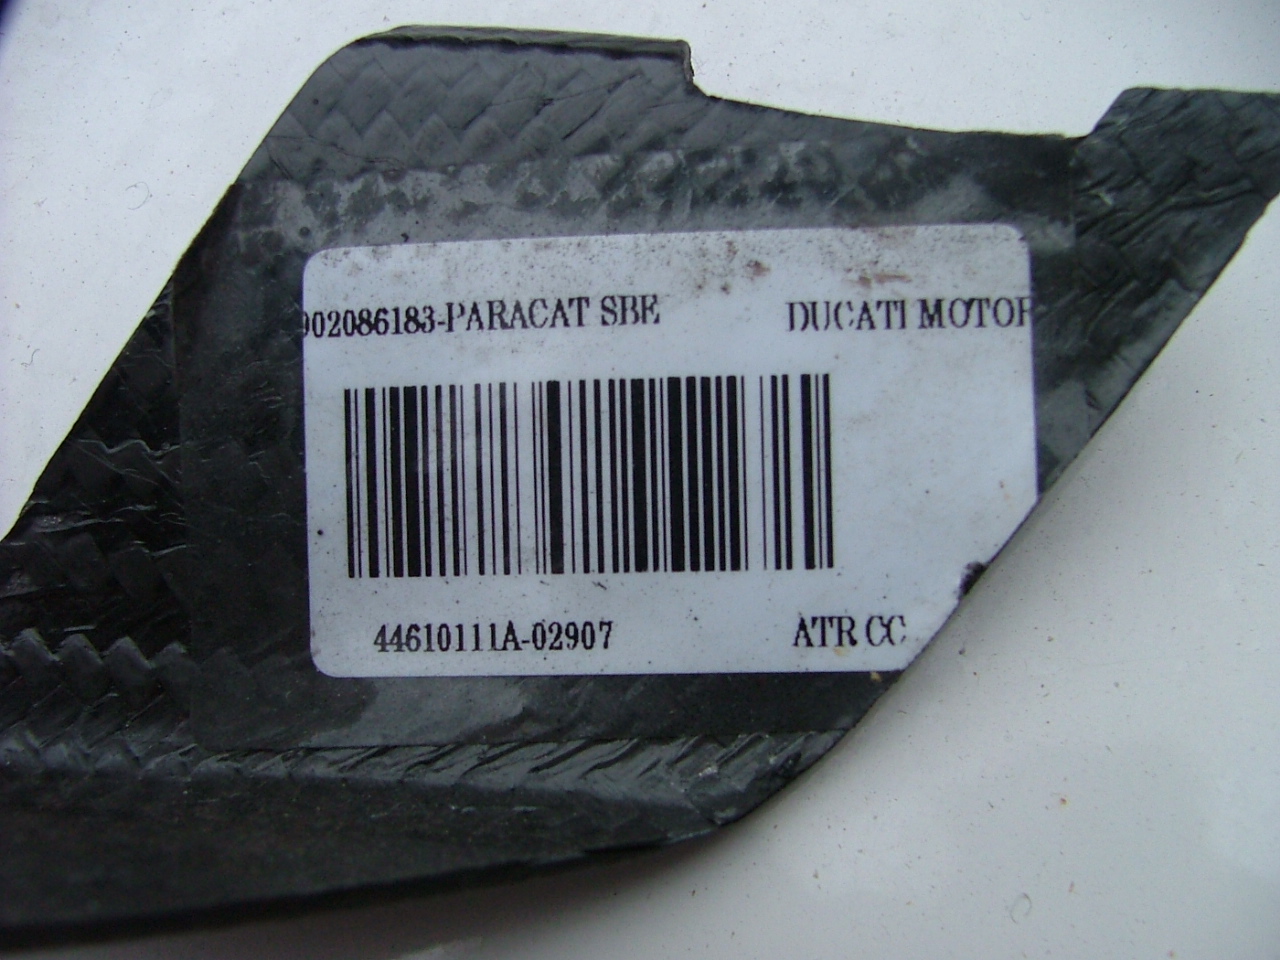 902086183-PARACAT SBE DUCATI MOTOR
44610111A-02907 ATR CC